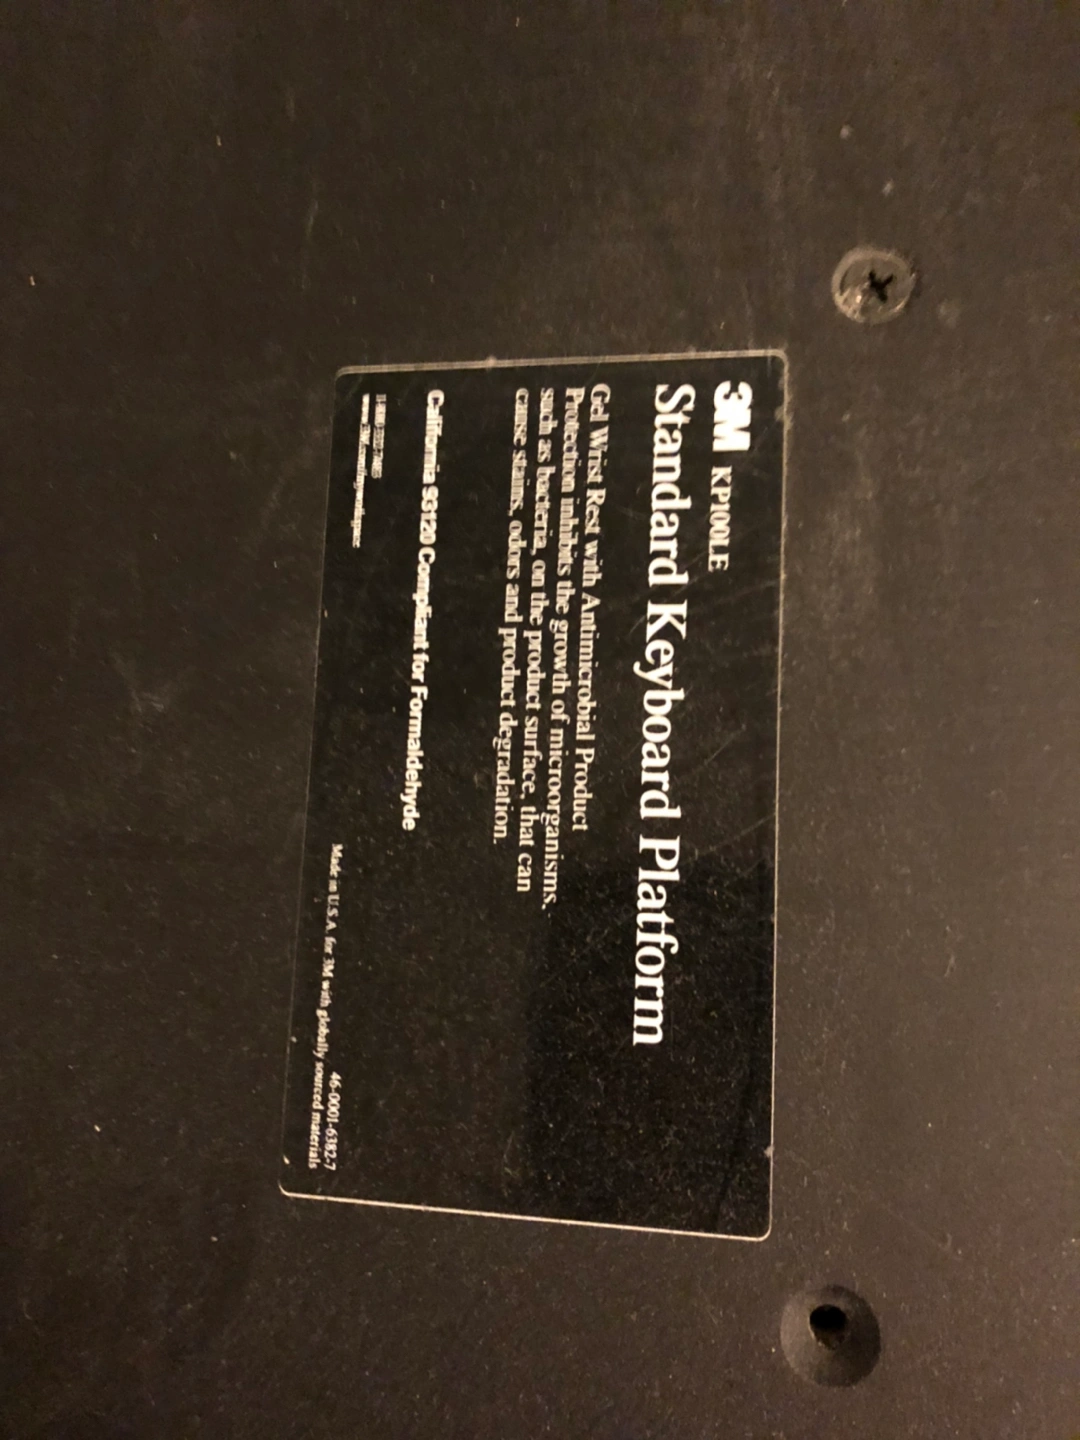 3M KP100LE
Standard Keyboard Platform
Gel Wrist Rest with Antimicrobial Product
Protection inhibits the growth of microorganisms,
such as bacteria, on the product surface, that can
cause stains, odors and product degradation.
California 93120 Compliant for Formaldehyde
46-0001-6382-7
Made in U.S.A. for 3M with globally sourced materials